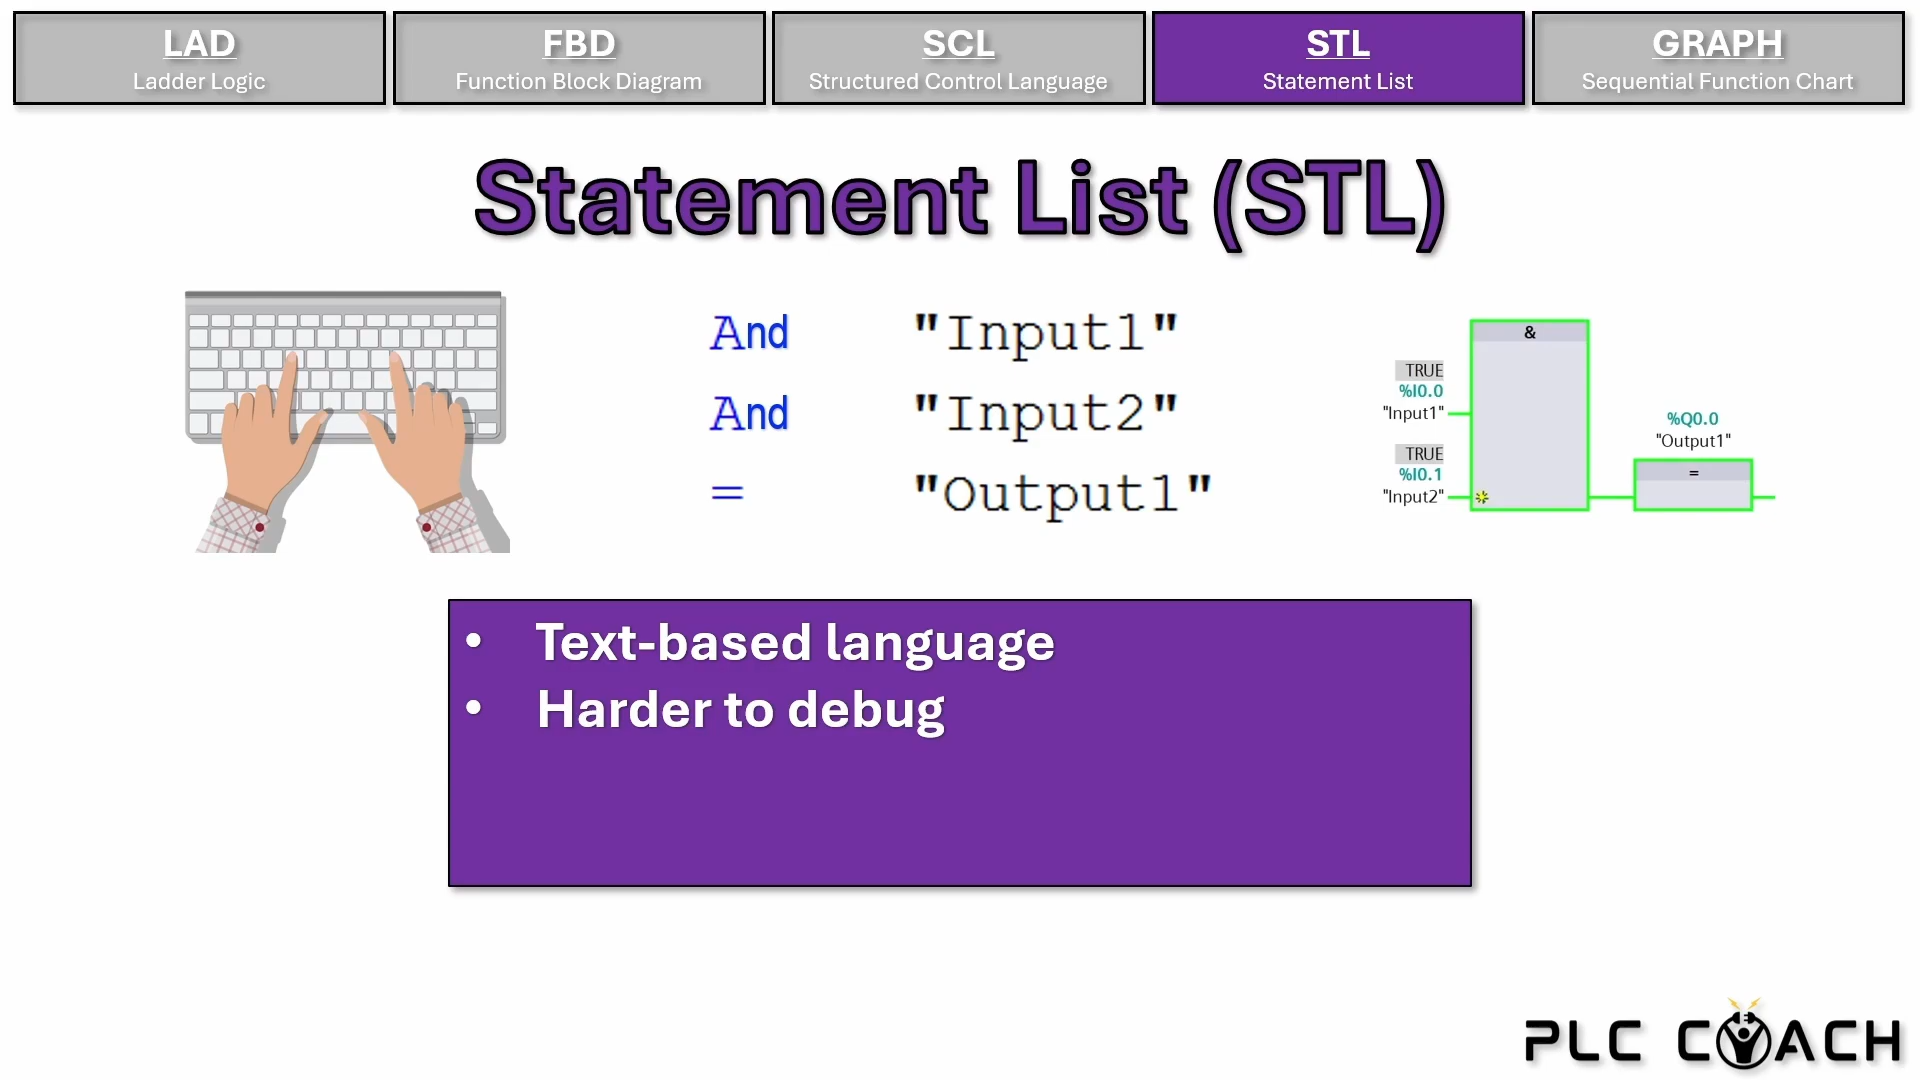 LAD
Ladder Logic
FBD
Function Block Diagram
SCL
Structured Control Language
STL
Statement List
GRAPH
Sequential Function Chart
Statement List (STL)
And "Input1"
And "Input2"
= "Output1"
&
TRUE
%I0.0
"Input1"
TRUE
%I0.1
"Input2"
%Q0.0
"Output1"
=
• Text-based language
• Harder to debug
PLC COACH